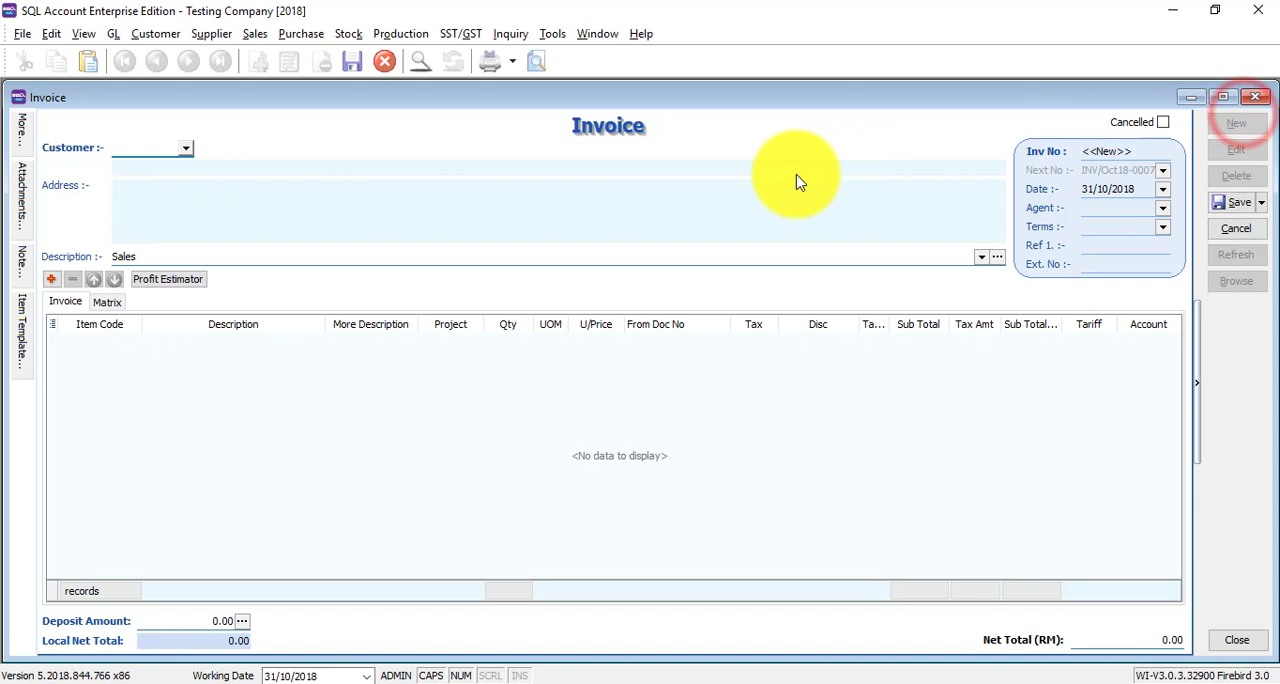 SQL Account Enterprise Edition - Testing Company [2018]
File Edit View GL Customer Supplier Sales Purchase Stock Production SST/GST Inquiry Tools Window Help
Invoice
More...
Attachments...
Note...
Item Template...
Invoice
Cancelled
Customer :-
Address :-
Inv No : <<New>>
Next No :- INV/Oct18-0007
Date :- 31/10/2018
Agent :-
Terms :-
Ref 1. :-
Ext. No :-
Description :- Sales
Profit Estimator
Invoice Matrix
Item Code Description More Description Project Qty UOM U/Price From Doc No Tax Disc Ta... Sub Total Tax Amt Sub Total... Tariff Account
<No data to display>
records
Deposit Amount: 0.00
Local Net Total: 0.00
Net Total (RM): 0.00
New
Edit
Delete
Save
Cancel
Refresh
Browse
Close
Version 5.2018.844.766 x86 Working Date 31/10/2018 ADMIN CAPS NUM SCRL INS WI-V3.0.3.32900 Firebird 3.0